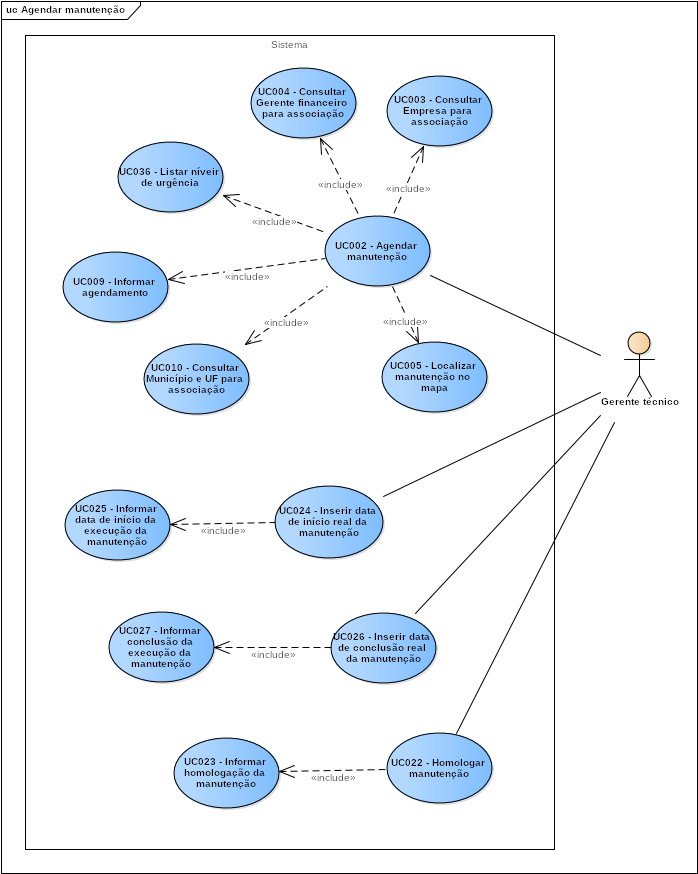 uc Agendar manutenção
Sistema
UC004 - Consultar
Gerente financeiro
para associação
UC003 - Consultar
Empresa para
associação
UC036 - Listar níveir
de urgência
«include»
«include»
«include»
UC002 - Agendar
manutenção
UC009 - Informar
agendamento
«include»
«include»
«include»
UC010 - Consultar
Município e UF para
associação
UC005 - Localizar
manutenção no
mapa
Gerente técnico
UC025 - Informar
data de início da
execução da
manutenção
«include»
UC024 - Inserir data
de início real da
manutenção
UC027 - Informar
conclusão da
execução da
manutenção
«include»
UC026 - Inserir data
de conclusão real
da manutenção
UC023 - Informar
homologação da
manutenção
«include»
UC022 - Homologar
manutenção